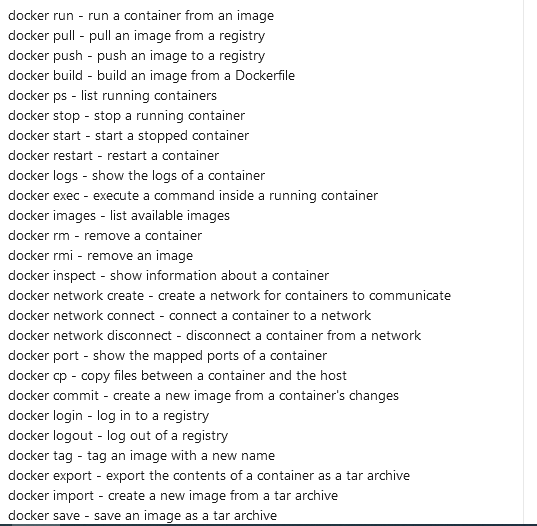 docker run - run a container from an image
docker pull - pull an image from a registry
docker push - push an image to a registry
docker build - build an image from a Dockerfile
docker ps - list running containers
docker stop - stop a running container
docker start - start a stopped container
docker restart - restart a container
docker logs - show the logs of a container
docker exec - execute a command inside a running container
docker images - list available images
docker rm - remove a container
docker rmi - remove an image
docker inspect - show information about a container
docker network create - create a network for containers to communicate
docker network connect - connect a container to a network
docker network disconnect - disconnect a container from a network
docker port - show the mapped ports of a container
docker cp - copy files between a container and the host
docker commit - create a new image from a container's changes
docker login - log in to a registry
docker logout - log out of a registry
docker tag - tag an image with a new name
docker export - export the contents of a container as a tar archive
docker import - create a new image from a tar archive
docker save - save an image as a tar archive